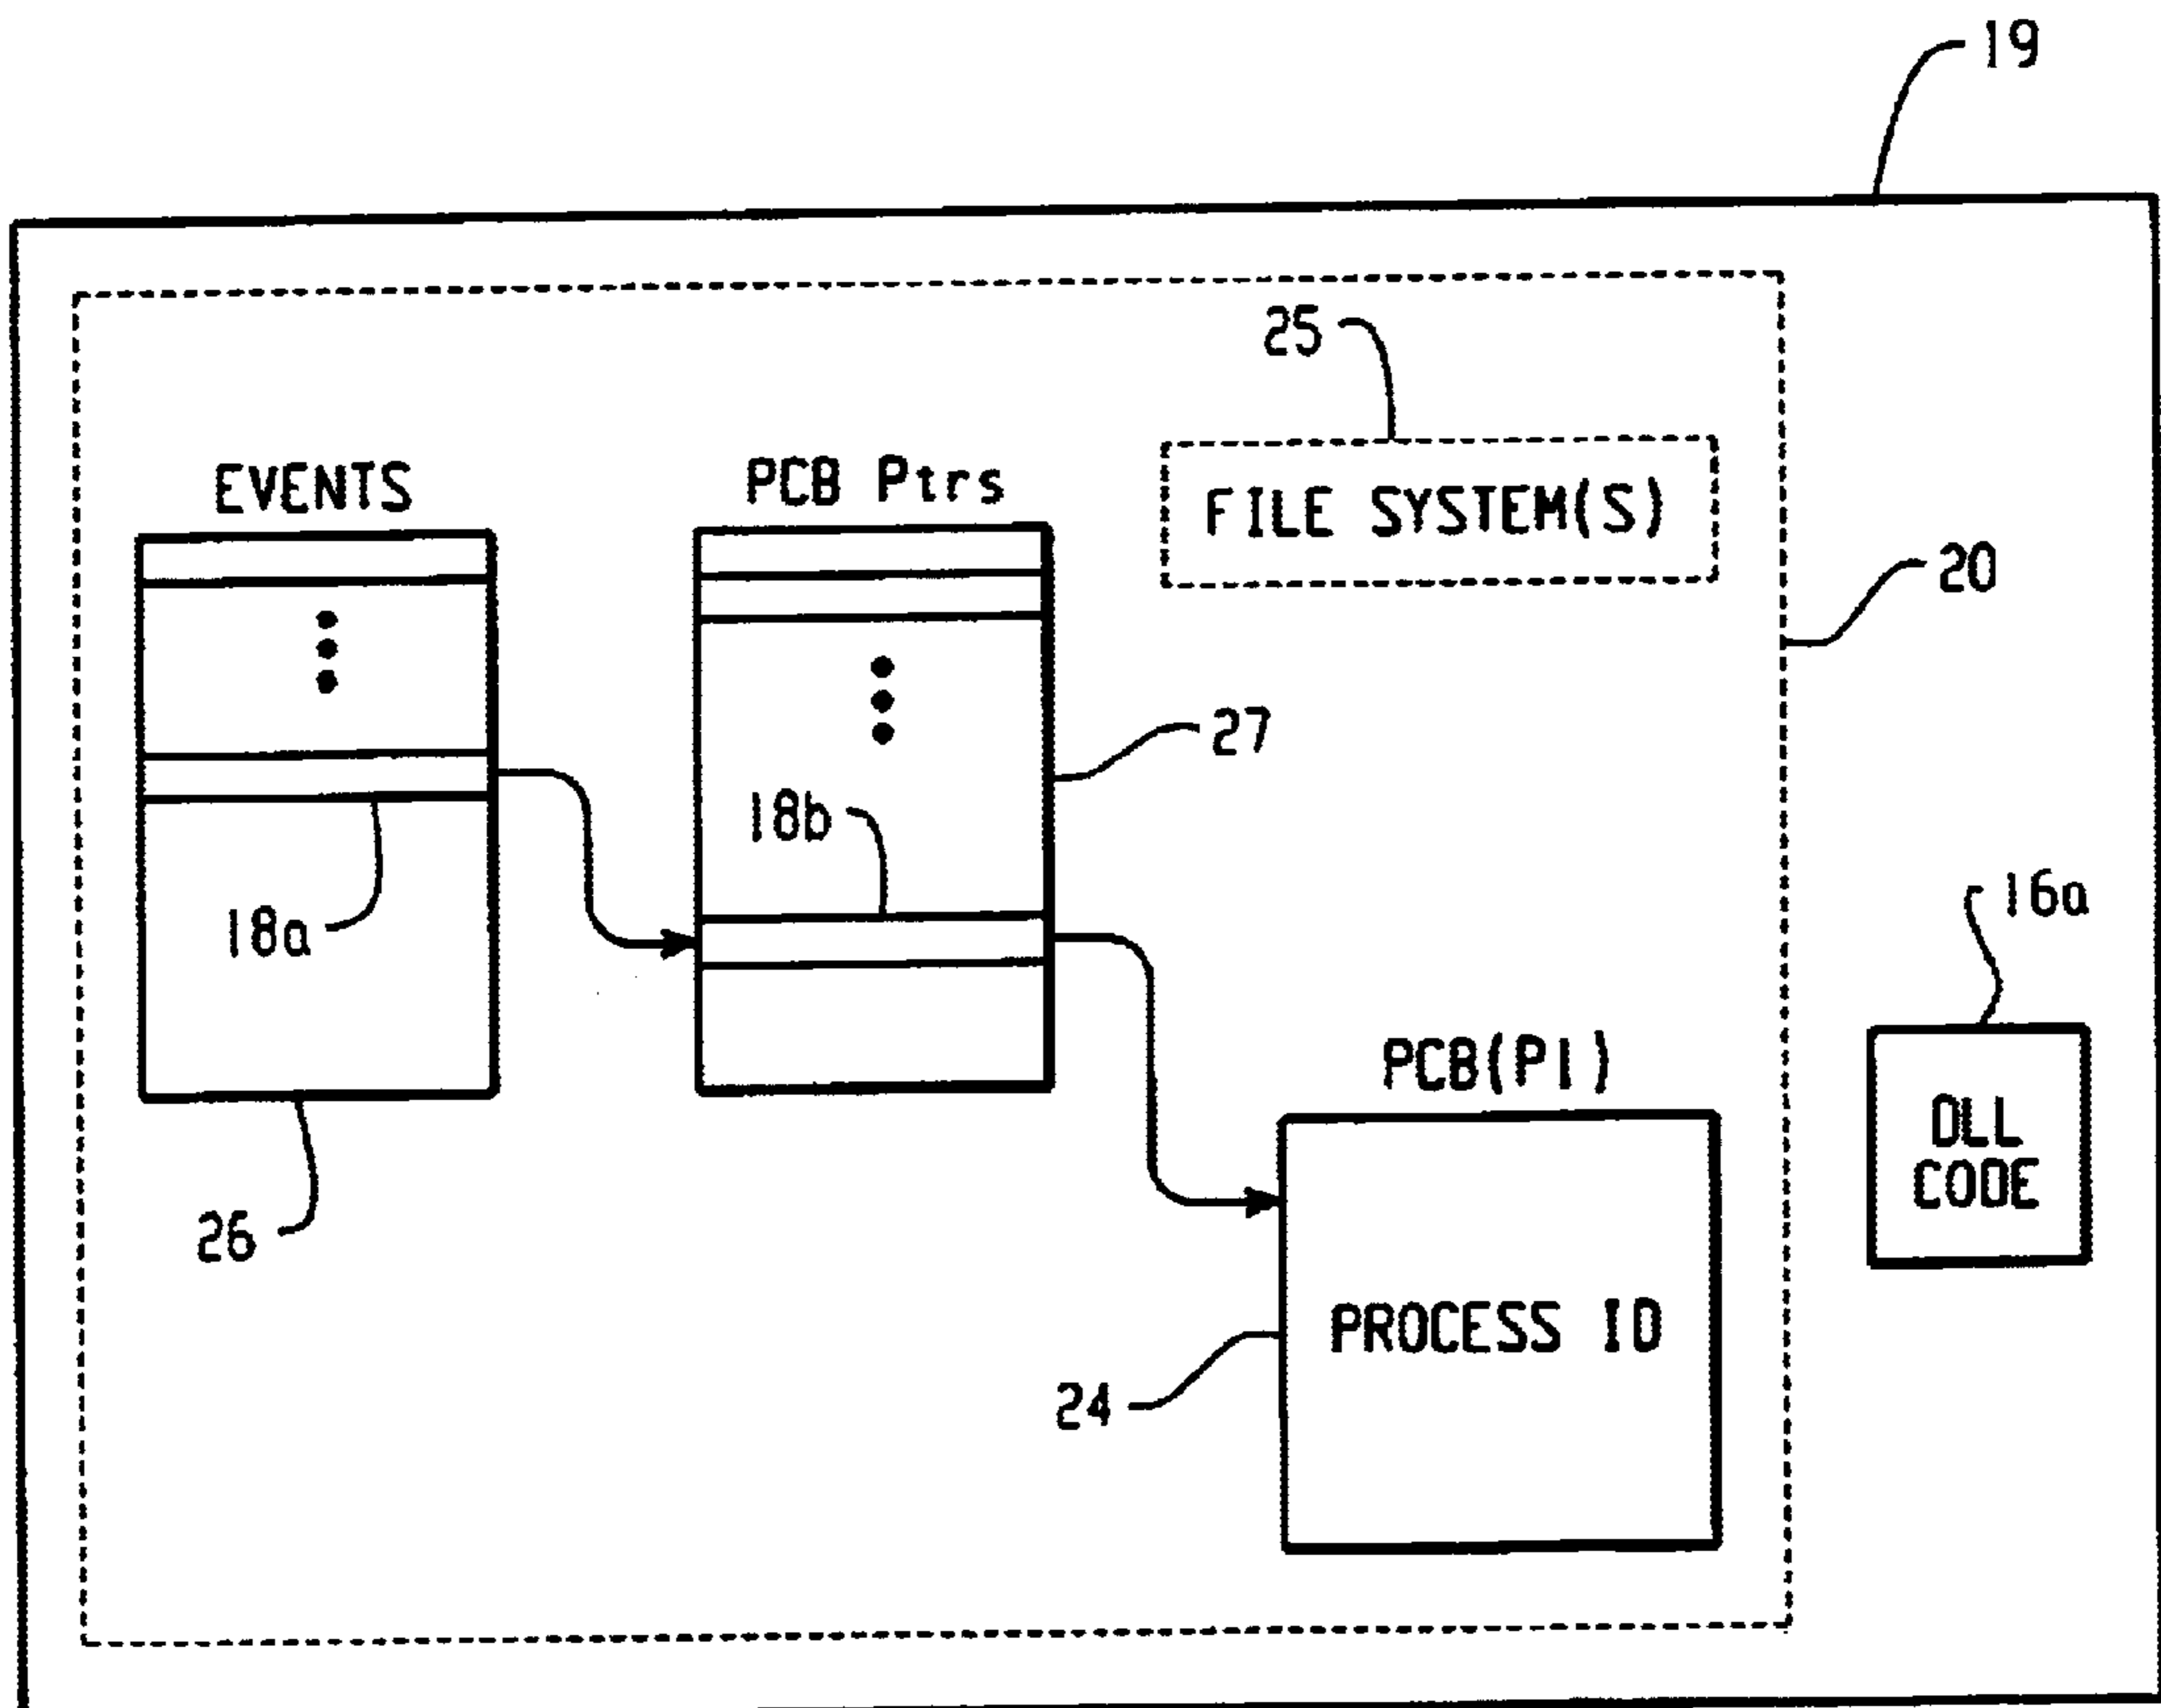 19
25
EVENTS
PCB Ptrs
FILE SYSTEM(S)
20
27
18b
18a
16a
PCB(P1)
DLL
CODE
26
PROCESS ID
24